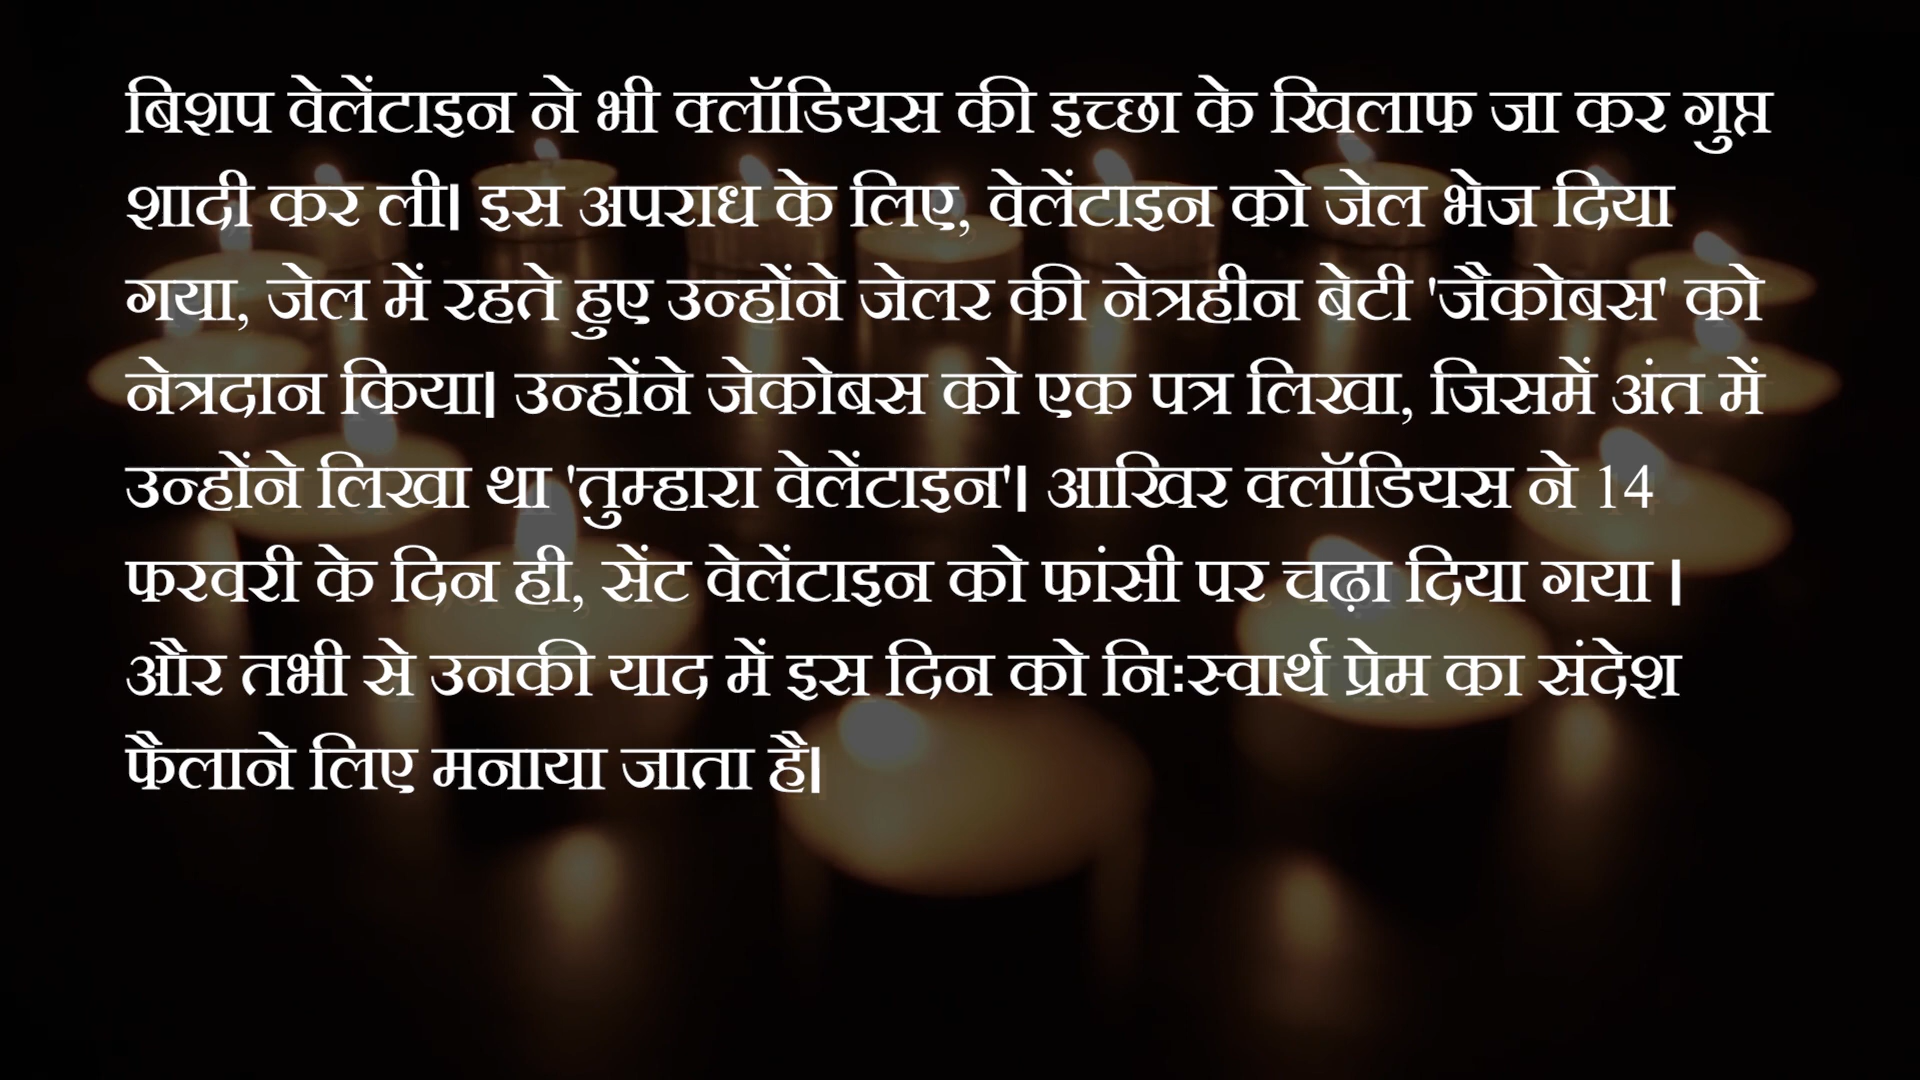 बिशप वेलेंटाइन ने भी क्लॉडियस की इच्छा के खिलाफ जा कर गुप्त
शादी कर ली। इस अपराध के लिए, वेलेंटाइन को जेल भेज दिया
गया, जेल में रहते हुए उन्होंने जेलर की नेत्रहीन बेटी 'जैकोबस' को
नेत्रदान किया। उन्होंने जेकोबस को एक पत्र लिखा, जिसमें अंत में
उन्होंने लिखा था 'तुम्हारा वेलेंटाइन'। आखिर क्लॉडियस ने 14
फरवरी के दिन ही, सेंट वेलेंटाइन को फांसी पर चढ़ा दिया गया ।
और तभी से उनकी याद में इस दिन को निःस्वार्थ प्रेम का संदेश
फैलाने लिए मनाया जाता है।